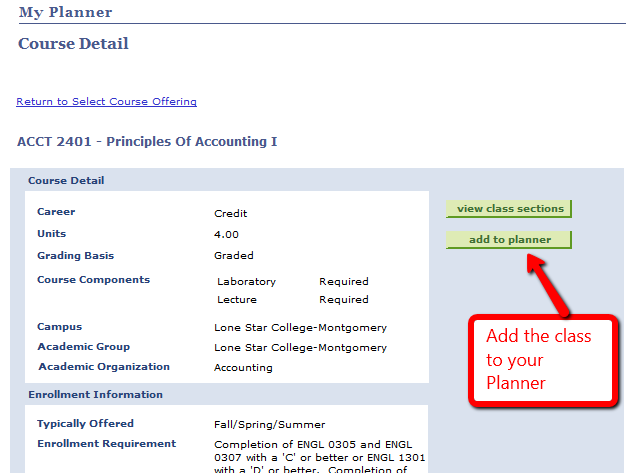 My Planner
Course Detail
Return to Select Course Offering
ACCT 2401 - Principles Of Accounting I
Course Detail
view class sections
Career Credit
Units 4.00
add to planner
Grading Basis Graded
Course Components Laboratory Required
Lecture Required
Campus Lone Star College-Montgomery
Academic Group Lone Star College-Montgomery
Academic Organization Accounting
Add the class
to your
Planner
Enrollment Information
Typically Offered Fall/Spring/Summer
Enrollment Requirement Completion of ENGL 0305 and ENGL
0307 with a 'C' or better or ENGL 1301
with a 'D' or better. Completion of